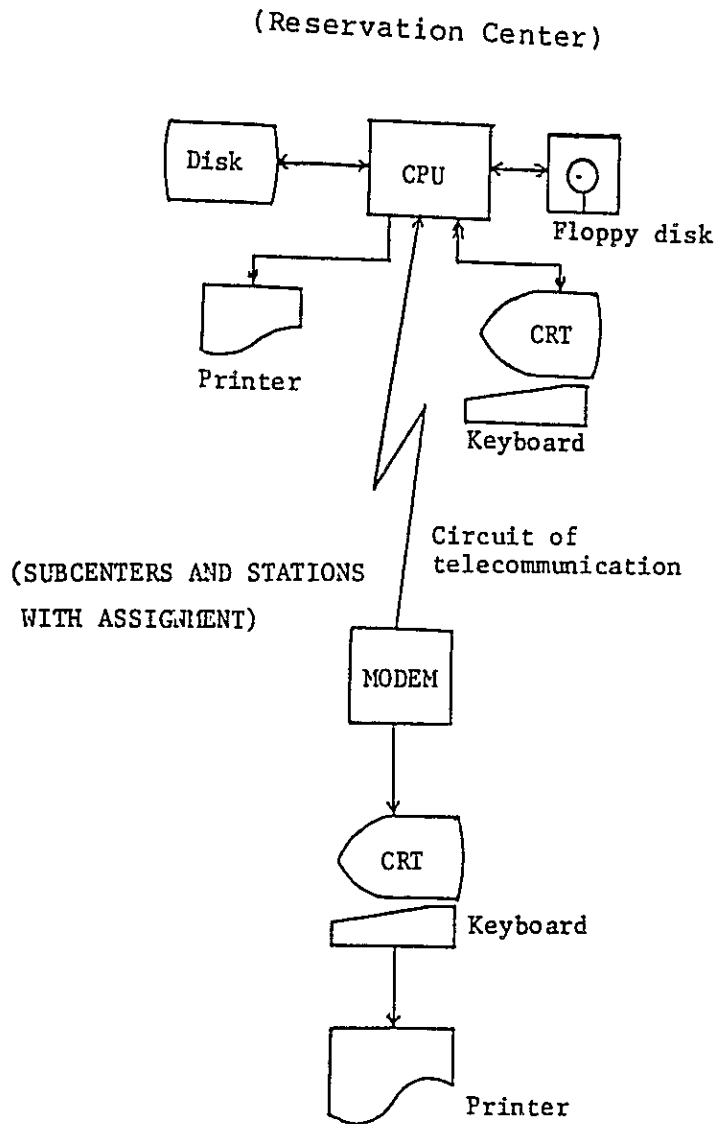 (Reservation Center)
Disk
CPU
Floppy disk
Printer
CRT
Keyboard
Circuit of
telecommunication
(SUBCENTERS AND STATIONS
WITH ASSIGNMENT)
MODEM
CRT
Keyboard
Printer